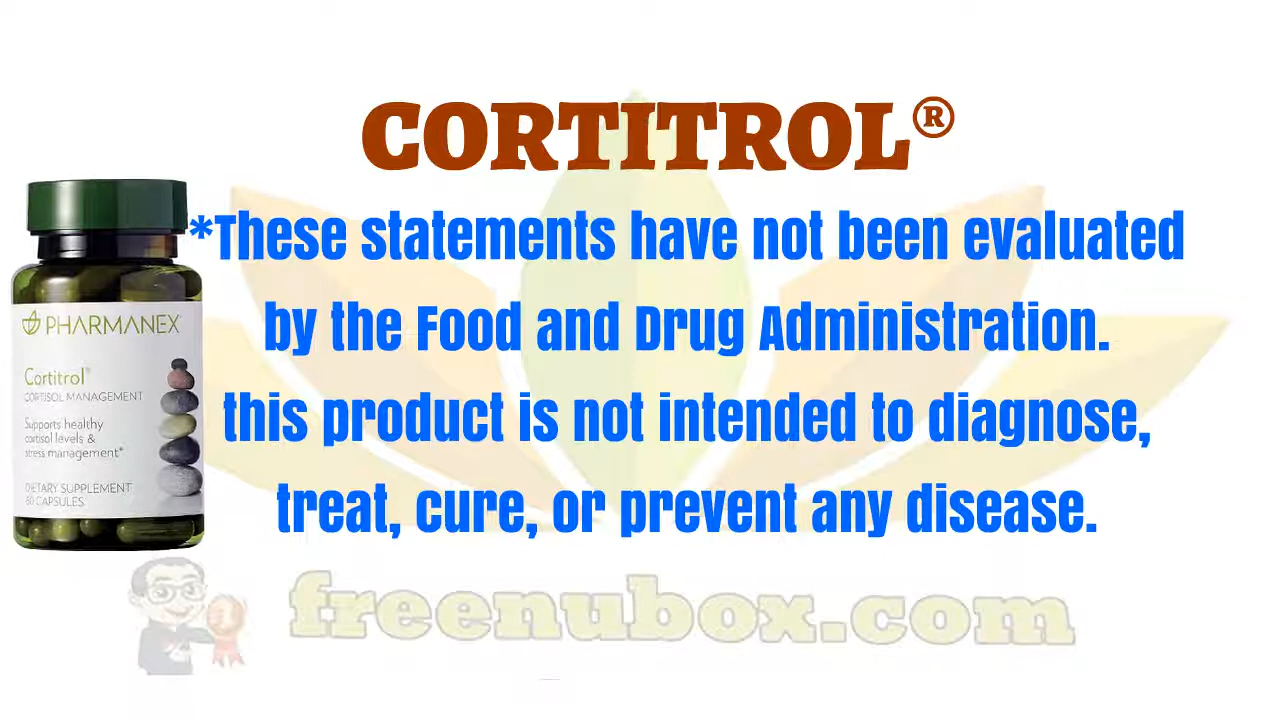 CORTITROL®
*These statements have not been evaluated
by the Food and Drug Administration.
this product is not intended to diagnose,
treat, cure, or prevent any disease.
PHARMANEX
Cortitrol®
CORTISOL MANAGEMENT
Supports healthy
cortisol levels &
stress management*
DIETARY SUPPLEMENT
80 CAPSULES
freenubox.com